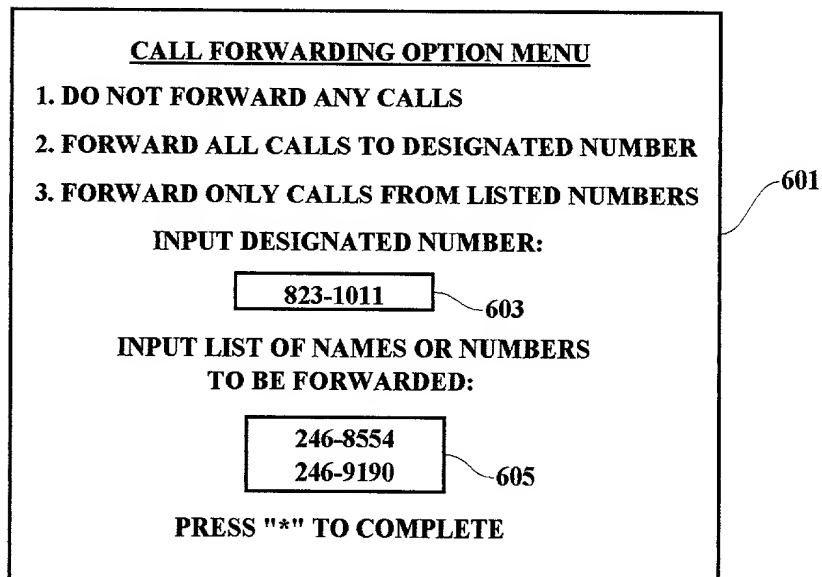 CALL FORWARDING OPTION MENU
1. DO NOT FORWARD ANY CALLS
2. FORWARD ALL CALLS TO DESIGNATED NUMBER
3. FORWARD ONLY CALLS FROM LISTED NUMBERS
601
INPUT DESIGNATED NUMBER:
823-1011
603
INPUT LIST OF NAMES OR NUMBERS
TO BE FORWARDED:
246-8554
246-9190
605
PRESS "*" TO COMPLETE